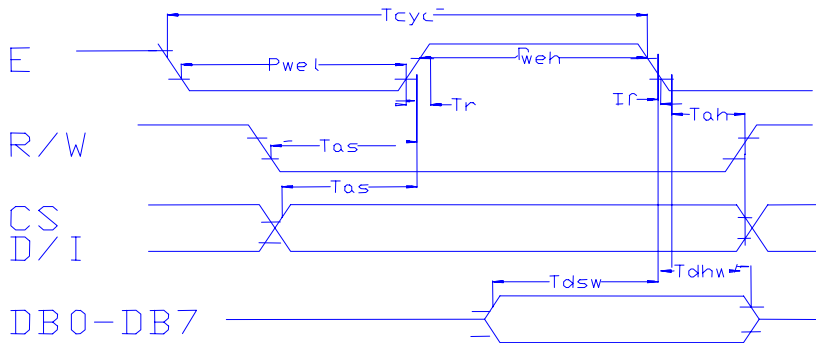 Tcyc
E
Pwel
Pweh
Tr
Tf
Tah
R/W
Tas
Tas
CS
D/I
Tdhw
Tdsw
DB0-DB7